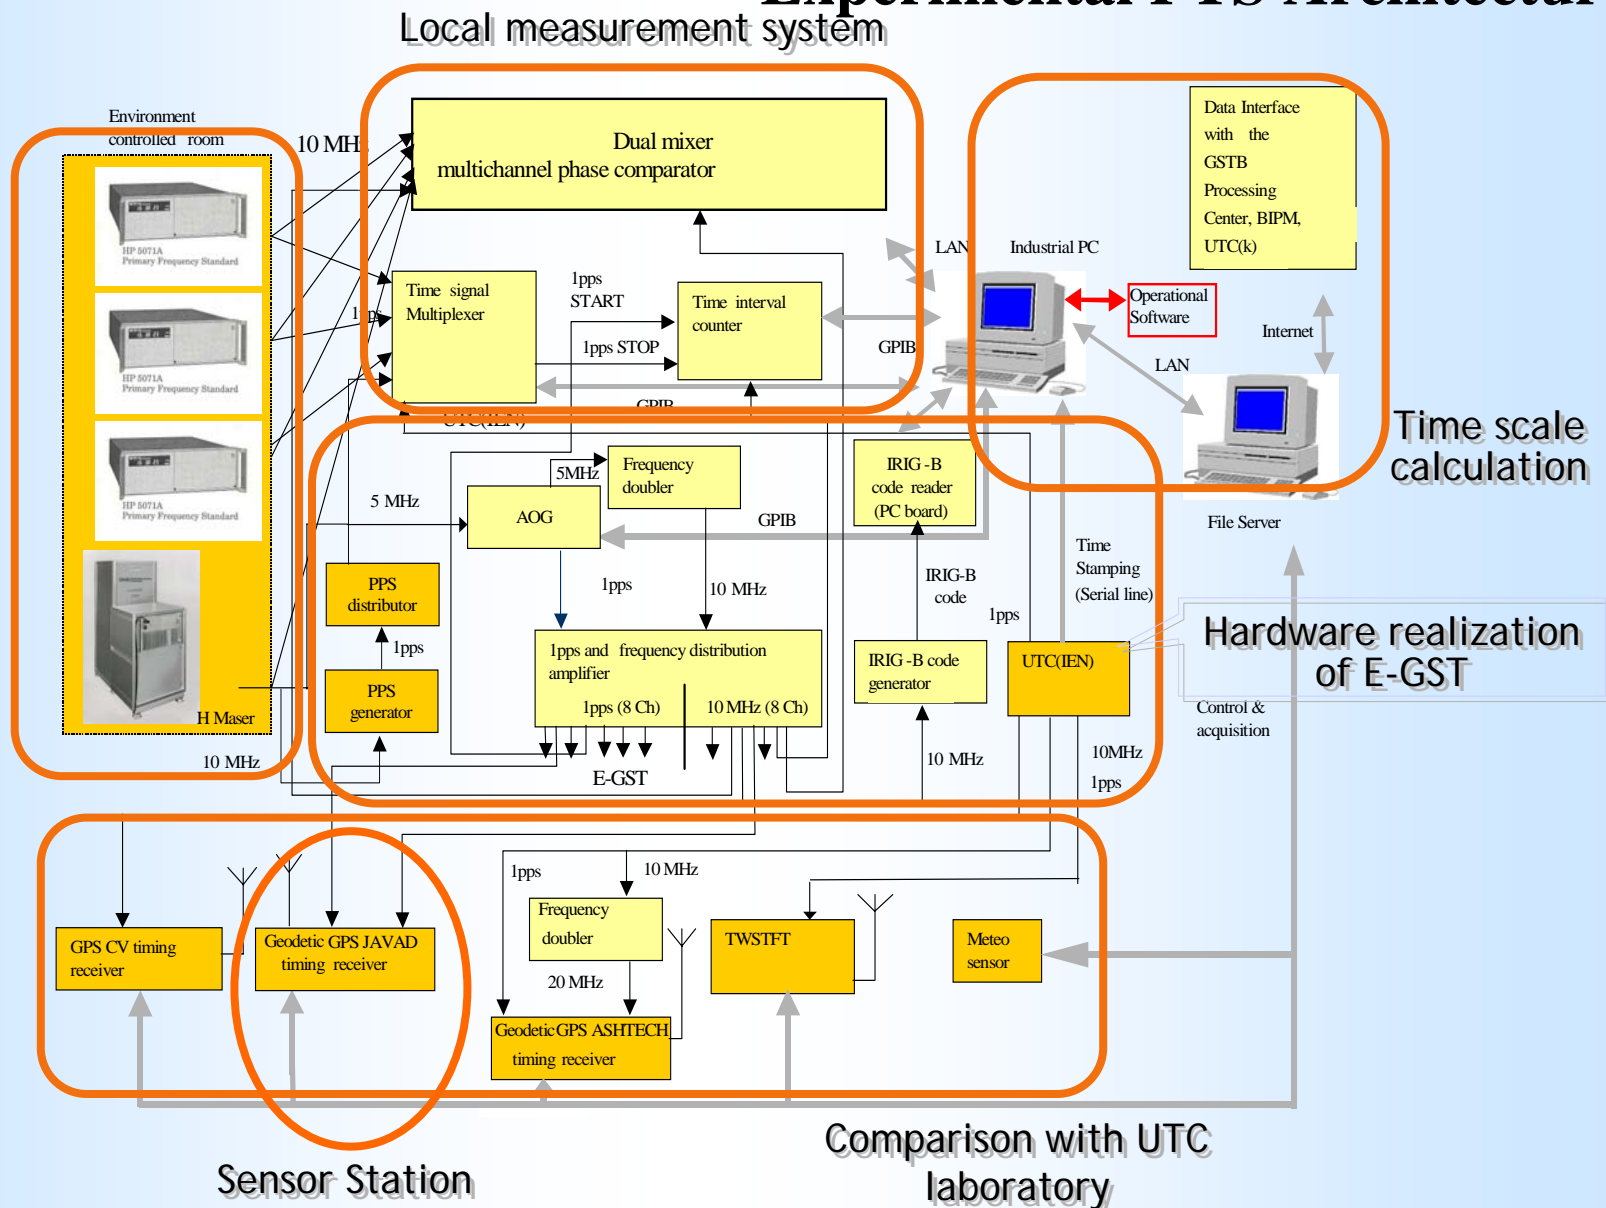 Experimental PTS Architectur
Local measurement system
Environment
controlled room
10 MHz
Dual mixer
multichannel phase comparator
Data Interface
with the
GSTB
Processing
Center, BIPM,
UTC(k)
HP 5071A
Primary Frequency Standard
HP 5071A
Primary Frequency Standard
HP 5071A
Primary Frequency Standard
H Maser
10 MHz
1pps
Time signal
Multiplexer
1pps
START
1pps STOP
Time interval
counter
LAN
Industrial PC
Operational
Software
Internet
GPIB
LAN
GPIB
UTC(IEN)
File Server
Time scale
calculation
5 MHz
5MHz
Frequency
doubler
AOG
GPIB
IRIG-B
code reader
(PC board)
Time
Stamping
(Serial line)
PPS
distributor
1pps
PPS
generator
1pps
10 MHz
IRIG-B
code
1pps
1pps and frequency distribution
amplifier
1pps (8 Ch)
10 MHz (8 Ch)
E-GST
IRIG-B code
generator
10 MHz
UTC(IEN)
10MHz
1pps
Hardware realization
of E-GST
Control &
acquisition
GPS CV timing
receiver
Geodetic GPS JAVAD
timing receiver
1pps
10 MHz
Frequency
doubler
20 MHz
Geodetic GPS ASHTECH
timing receiver
TWSTFT
Meteo
sensor
Sensor Station
Comparison with UTC
laboratory